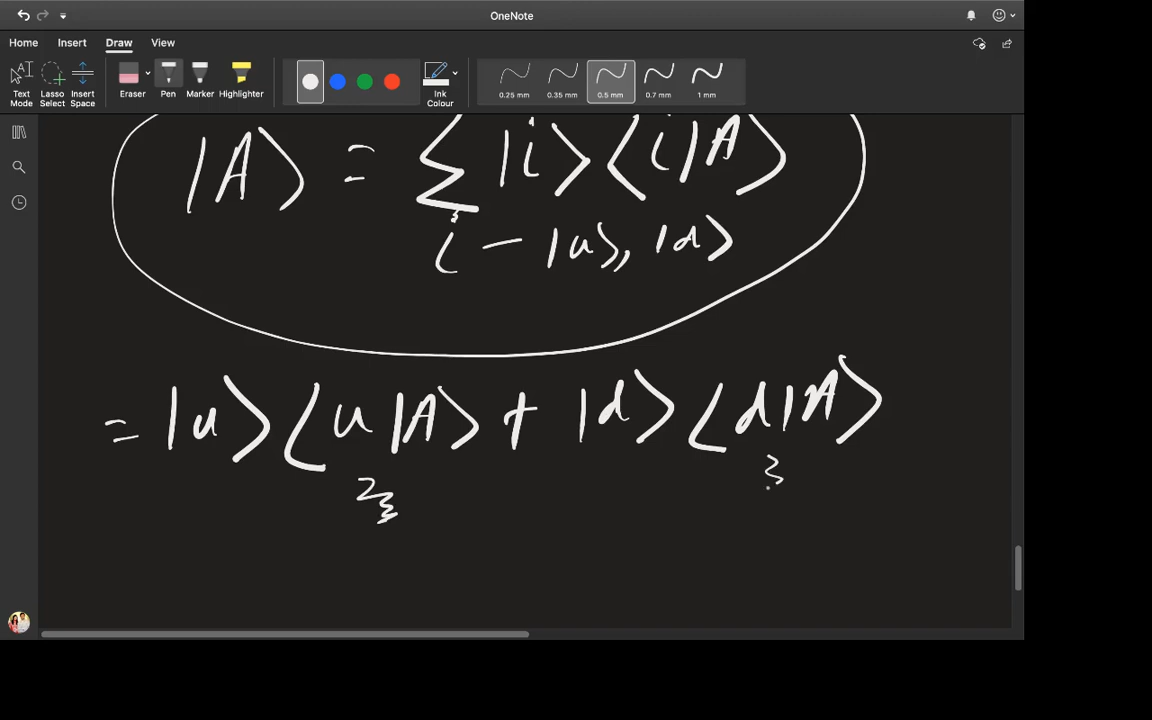 OneNote
Home Insert Draw View
Text Mode Lasso Select Insert Space Eraser Pen Marker Highlighter Ink Colour 0.25 mm 0.35 mm 0.5 mm 0.7 mm 1 mm
|A> = Σ |i> <i|A>
i - |u>, |d>
= |u> <u|A> + |d> <d|A>